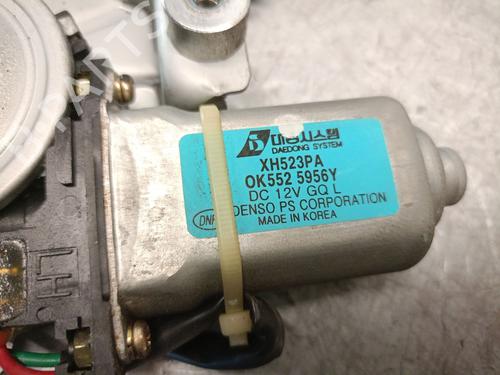 대동시스템
DAEDONG SYSTEM
XH523PA
OK552 5956Y
DC 12V GQ L
DENSO PS CORPORATION
MADE IN KOREA
LH